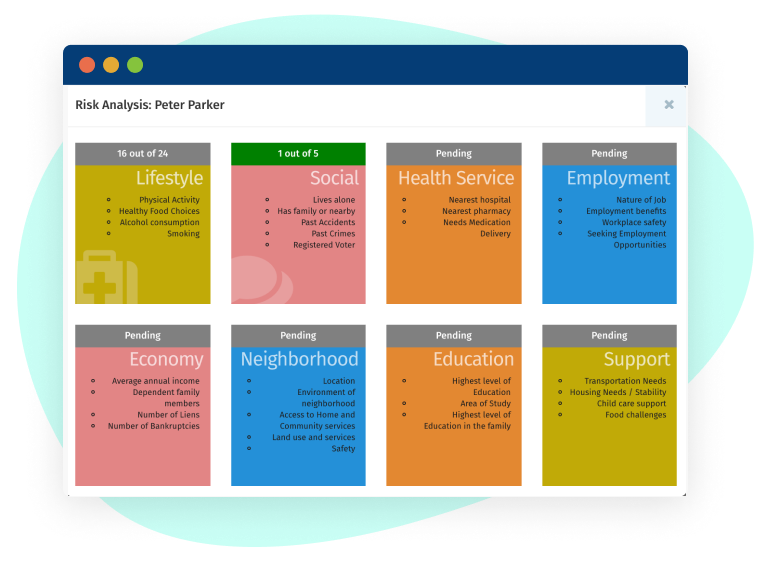 Risk Analysis: Peter Parker
16 out of 24
Lifestyle
Physical Activity
Healthy Food Choices
Alcohol consumption
Smoking
1 out of 5
Social
Lives alone
Has family or nearby
Past Accidents
Past Crimes
Registered Voter
Pending
Health Service
Nearest hospital
Nearest pharmacy
Needs Medication
Delivery
Pending
Employment
Nature of Job
Employment benefits
Workplace safety
Seeking Employment
Opportunities
Pending
Economy
Average annual income
Dependent family
members
Number of Liens
Number of Bankruptcies
Pending
Neighborhood
Location
Environment of
neighborhood
Access to Home and
Community services
Land use and services
Safety
Pending
Education
Highest level of
Education
Area of Study
Highest level of
Education in the family
Pending
Support
Transportation Needs
Housing Needs / Stability
Child care support
Food challenges